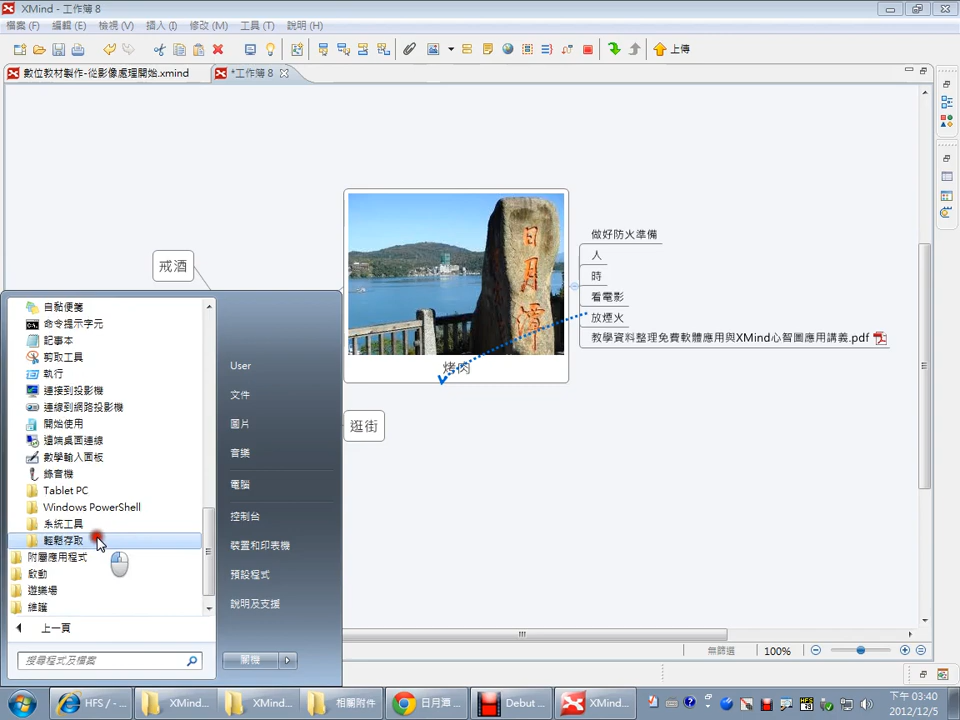 XMind - 工作簿 8
檔案 (F) 編輯 (E) 檢視 (V) 插入 (I) 修改 (M) 工具 (T) 說明 (H)
上傳
數位教材製作-從影像處理開始.xmind
*工作簿 8
日月潭
烤肉
戒酒
逛街
做好防火準備
人
時
看電影
放煙火
教學資料整理免費軟體應用與XMind心智圖應用講義.pdf
自黏便箋
命令提示字元
記事本
剪取工具
執行
連接到投影機
連線到網路投影機
開始使用
遠端桌面連線
數學輸入面板
錄音機
Tablet PC
Windows PowerShell
系統工具
輕鬆存取
附屬應用程式
啟動
遊樂場
維護
上一頁
搜尋程式及檔案
User
文件
圖片
音樂
電腦
控制台
裝置和印表機
預設程式
說明及支援
關機
無篩選
100%
HFS / - ...
XMind...
XMind...
相關附件
日月潭 ...
Debut ...
XMind...
下午 03:40
2012/12/5